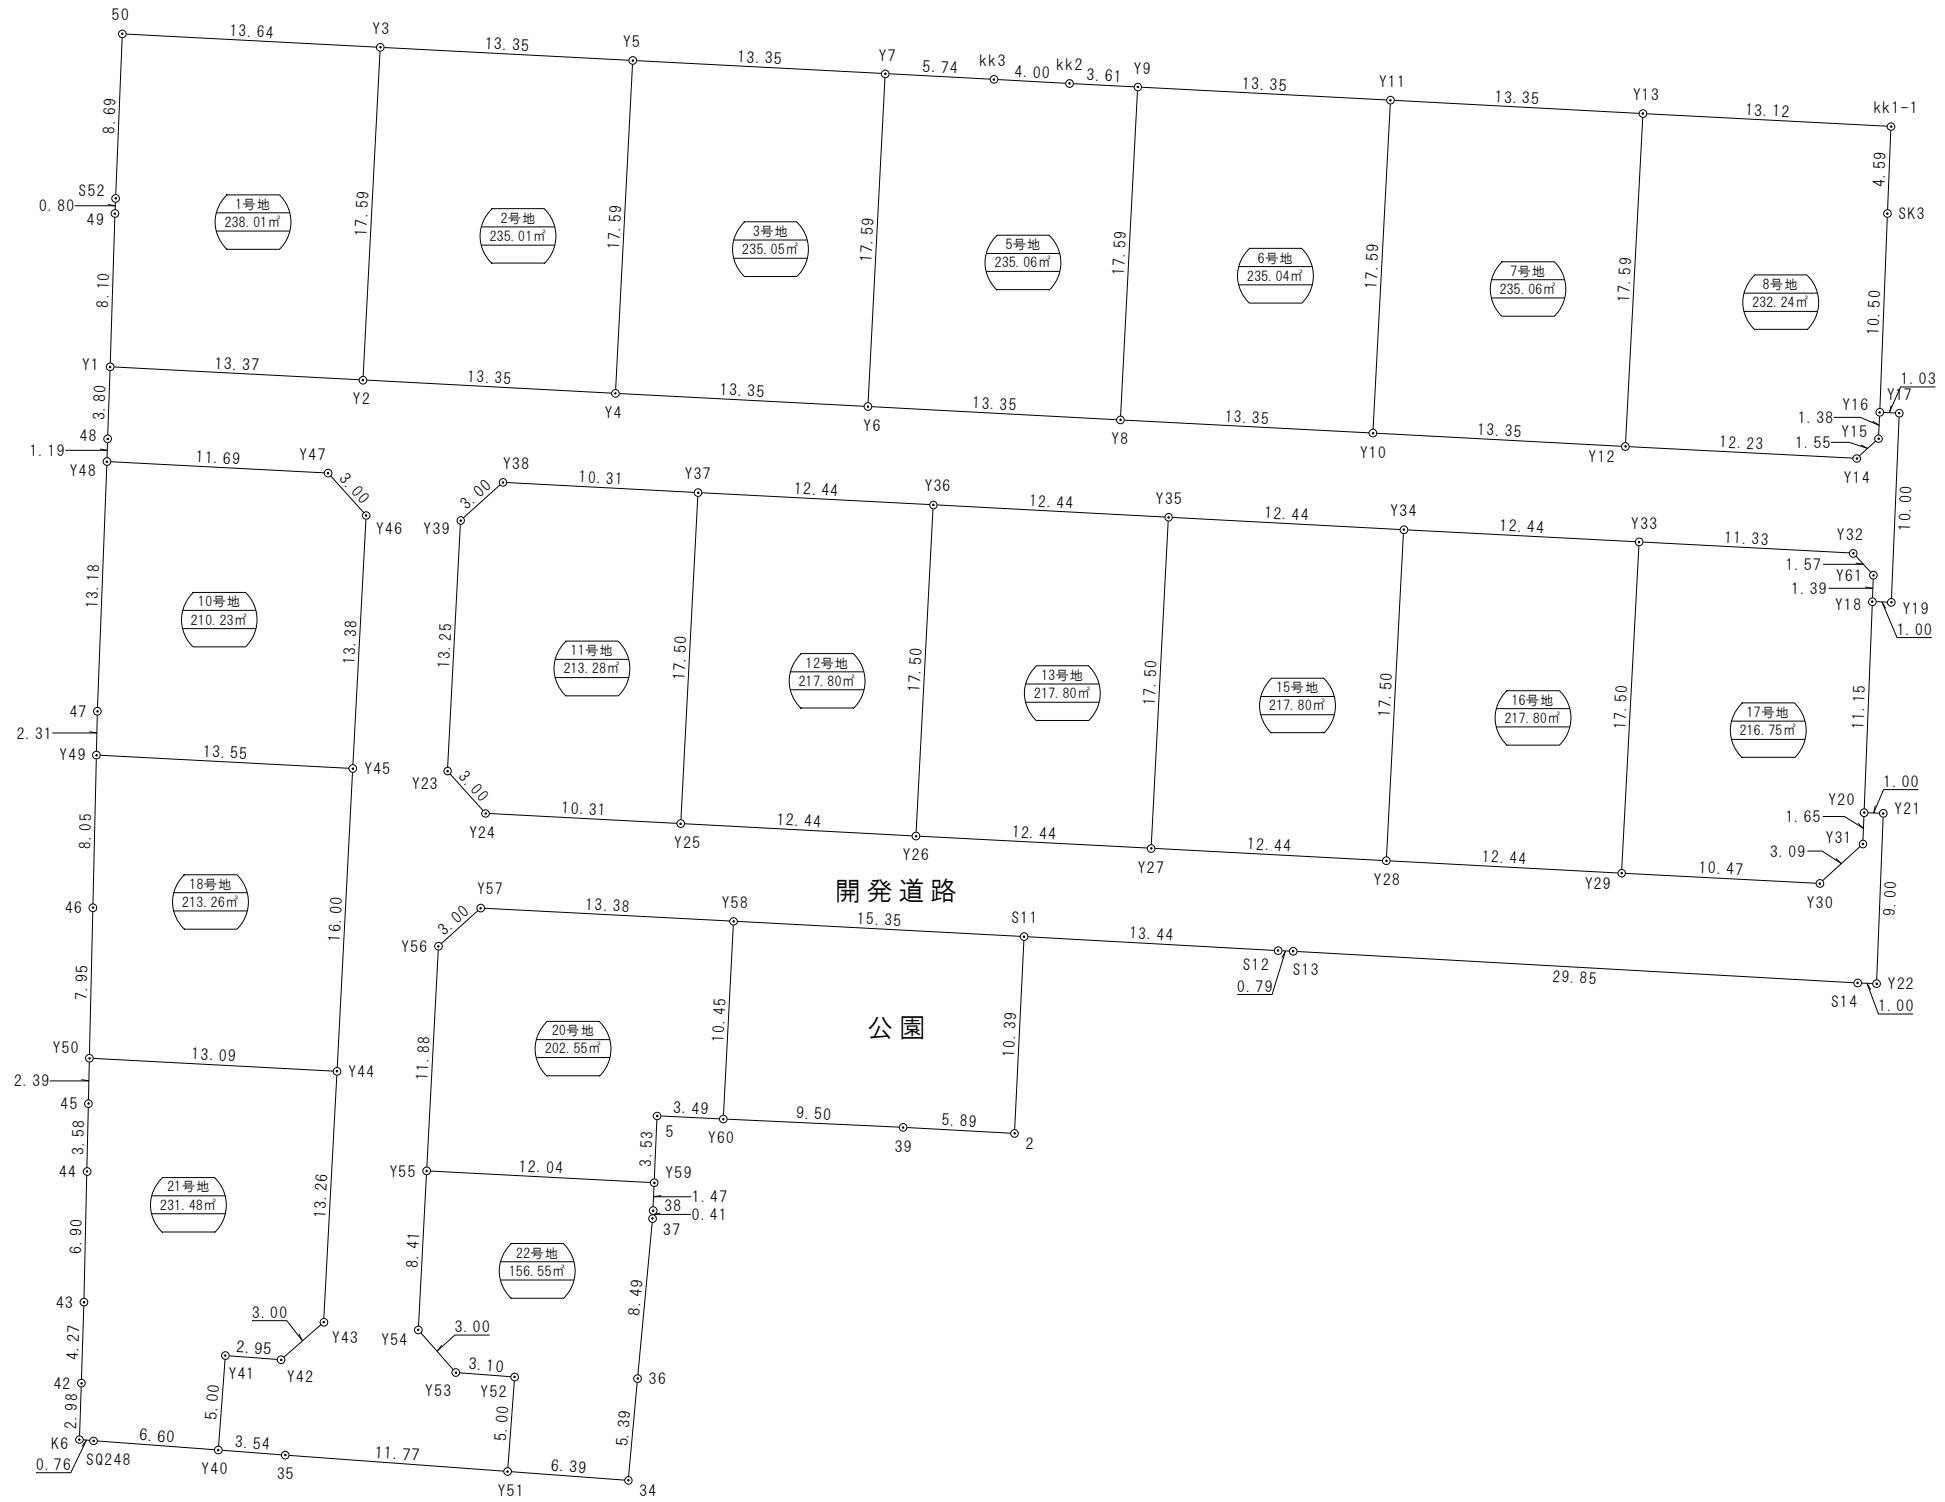 50
13.64
Y3
13.35
Y5
13.35
Y7
5.74
kk3
4.00
kk2
3.61
Y9
13.35
Y11
13.35
Y13
13.12
kk1-1
8.69
S52
0.80
49
8.10
1号地
238.01㎡
17.59
2号地
235.01㎡
17.59
3号地
235.05㎡
17.59
5号地
235.06㎡
17.59
6号地
235.04㎡
17.59
7号地
235.06㎡
17.59
8号地
232.24㎡
4.59
SK3
10.50
Y1
13.37
Y2
13.35
Y4
13.35
Y6
13.35
Y8
13.35
Y10
13.35
Y12
12.23
Y14
1.55
Y15
1.38
Y16
Y17
1.03
10.00
3.80
48
1.19
Y48
11.69
Y47
3.00
Y46
Y38
3.00
Y39
10.31
Y37
12.44
Y36
12.44
Y35
12.44
Y34
12.44
Y33
11.33
Y32
1.57
Y61
1.39
Y18
Y19
1.00
13.18
10号地
210.23㎡
13.38
13.25
11号地
213.28㎡
17.50
12号地
217.80㎡
17.50
13号地
217.80㎡
17.50
15号地
217.80㎡
17.50
16号地
217.80㎡
17.50
17号地
216.75㎡
11.15
47
2.31
Y49
13.55
Y45
Y23
3.00
Y24
10.31
Y25
12.44
Y26
12.44
Y27
12.44
Y28
12.44
Y29
10.47
Y30
3.09
Y31
1.65
Y20
1.00
Y21
9.00
8.05
46
7.95
18号地
213.26㎡
16.00
開発道路
Y57
3.00
Y56
13.38
Y58
15.35
S11
13.44
S12
0.79
S13
29.85
S14
Y22
1.00
Y50
13.09
Y44
2.39
45
3.58
44
11.88
20号地
202.55㎡
10.45
公園
10.39
5
3.49
Y60
9.50
39
5.89
2
3.53
Y55
12.04
Y59
1.47
38
0.41
37
21号地
231.48㎡
13.26
6.90
43
4.27
42
2.98
8.41
22号地
156.55㎡
8.49
3.00
Y43
2.95
Y41
Y42
Y54
3.00
3.10
Y53
Y52
36
5.00
5.00
5.39
K6
0.76
SQ248
6.60
Y40
3.54
35
11.77
Y51
6.39
34